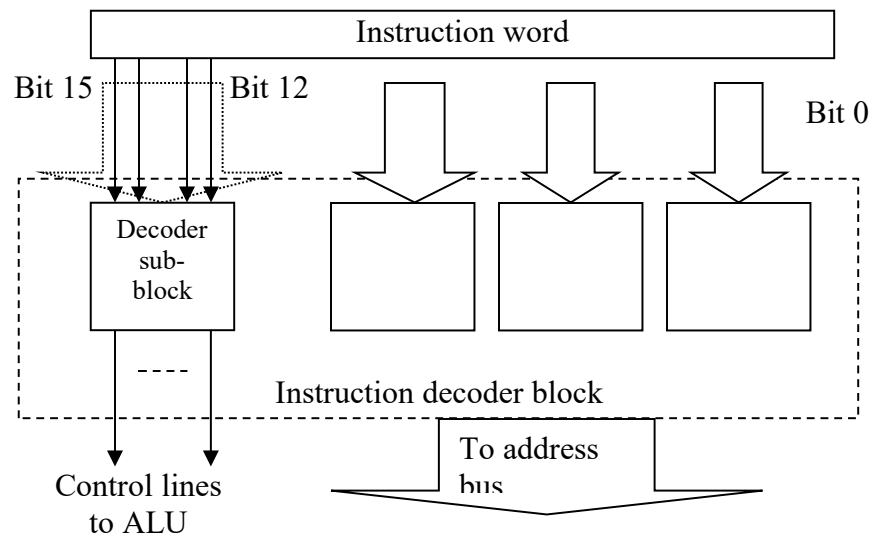 Instruction word
Bit 15
Bit 12
Bit 0
Decoder
sub-
block
Instruction decoder block
To address
bus
Control lines
to ALU